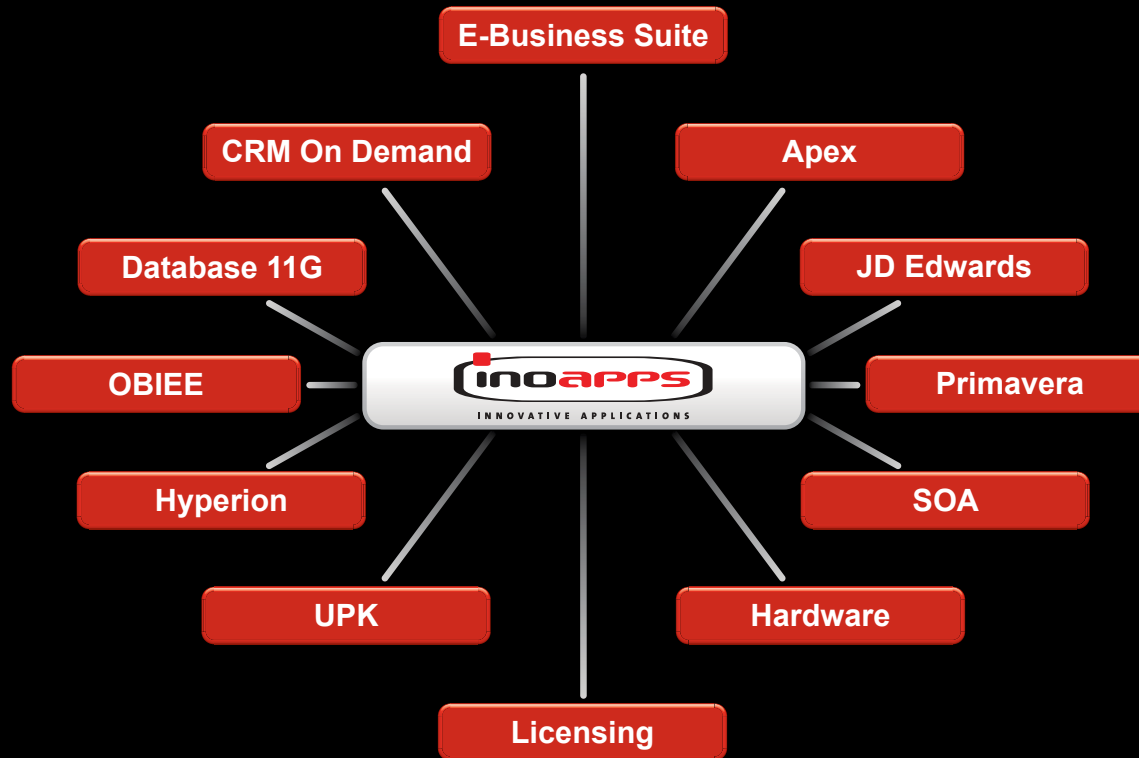 E-Business Suite
CRM On Demand
Apex
Database 11G
JD Edwards
inoapps
INNOVATIVE APPLICATIONS
OBIEE
Primavera
Hyperion
SOA
UPK
Hardware
Licensing